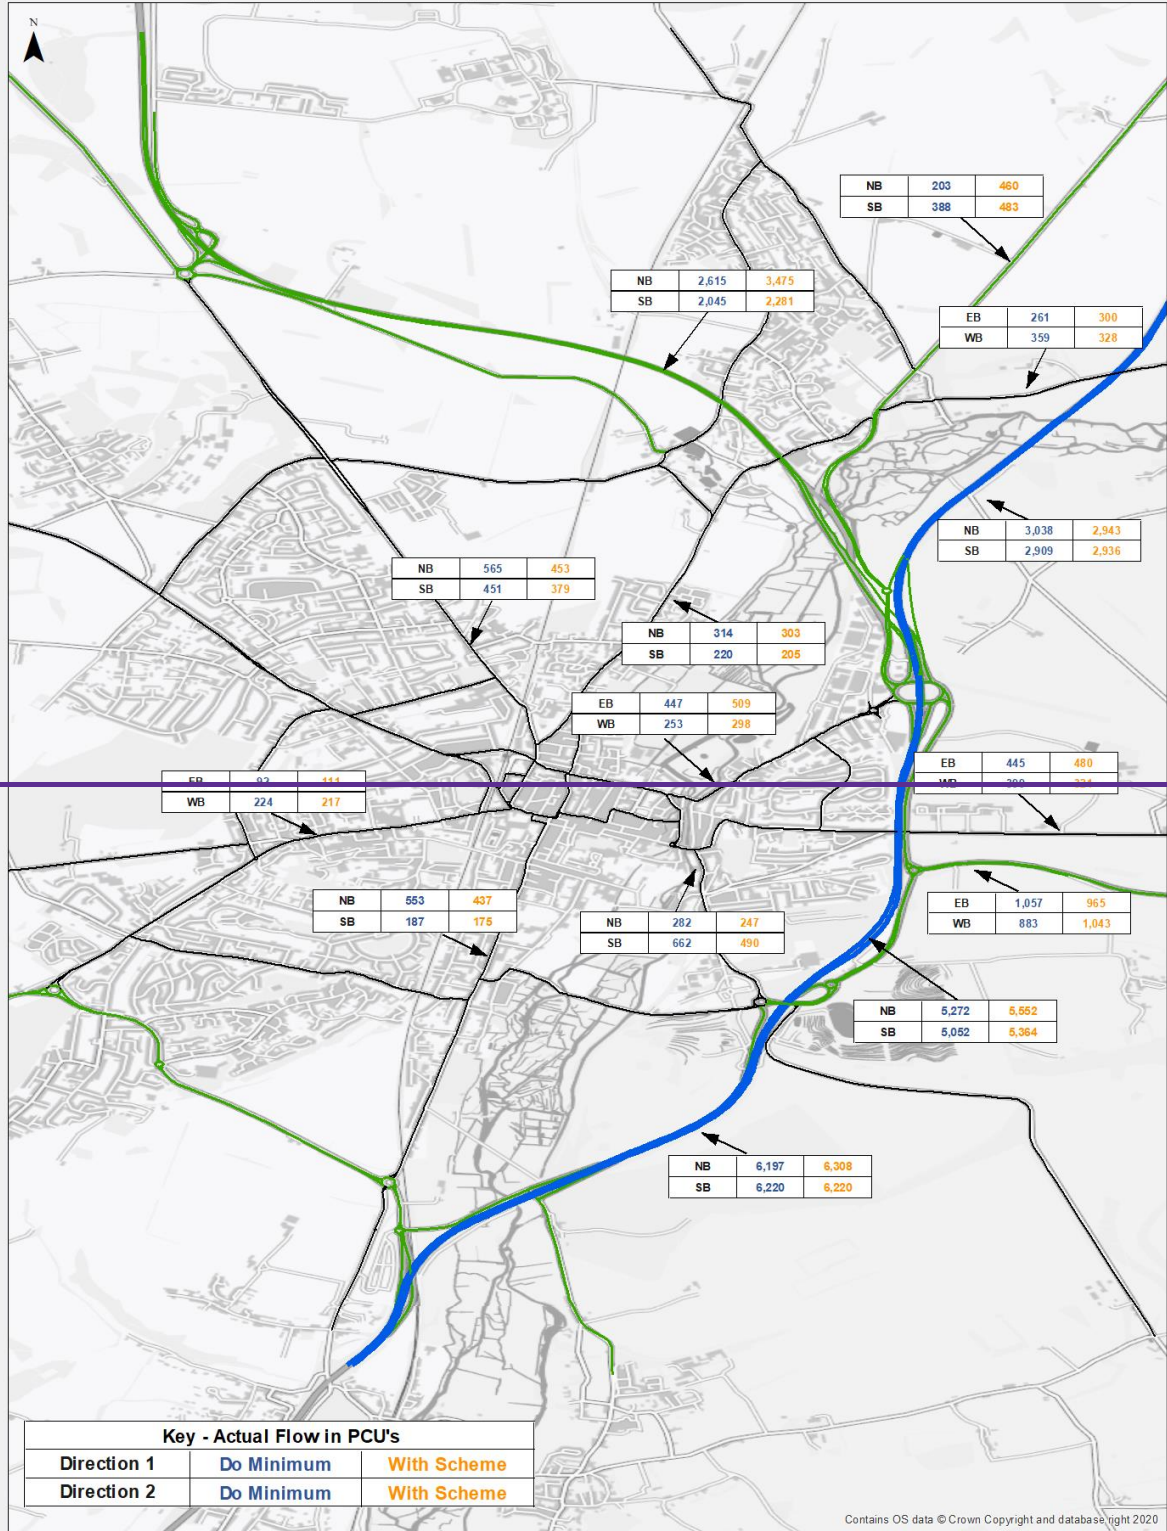 N
NB 203 460
SB 388 483
NB 2,615 3,475
SB 2,045 2,281
EB 261 300
WB 359 328
NB 3,038 2,943
SB 2,909 2,936
NB 565 453
SB 451 379
NB 314 303
SB 220 205
EB 447 509
WB 253 298
EB 445 480
WB
EB
WB 224 217
NB 553 437
SB 187 175
NB 282 247
SB 662 490
EB 1,057 965
WB 883 1,043
NB 5,272 5,552
SB 5,052 5,364
NB 6,197 6,308
SB 6,220 6,220
Key - Actual Flow in PCU's
Direction 1 Do Minimum With Scheme
Direction 2 Do Minimum With Scheme
Contains OS data © Crown Copyright and database right 2020